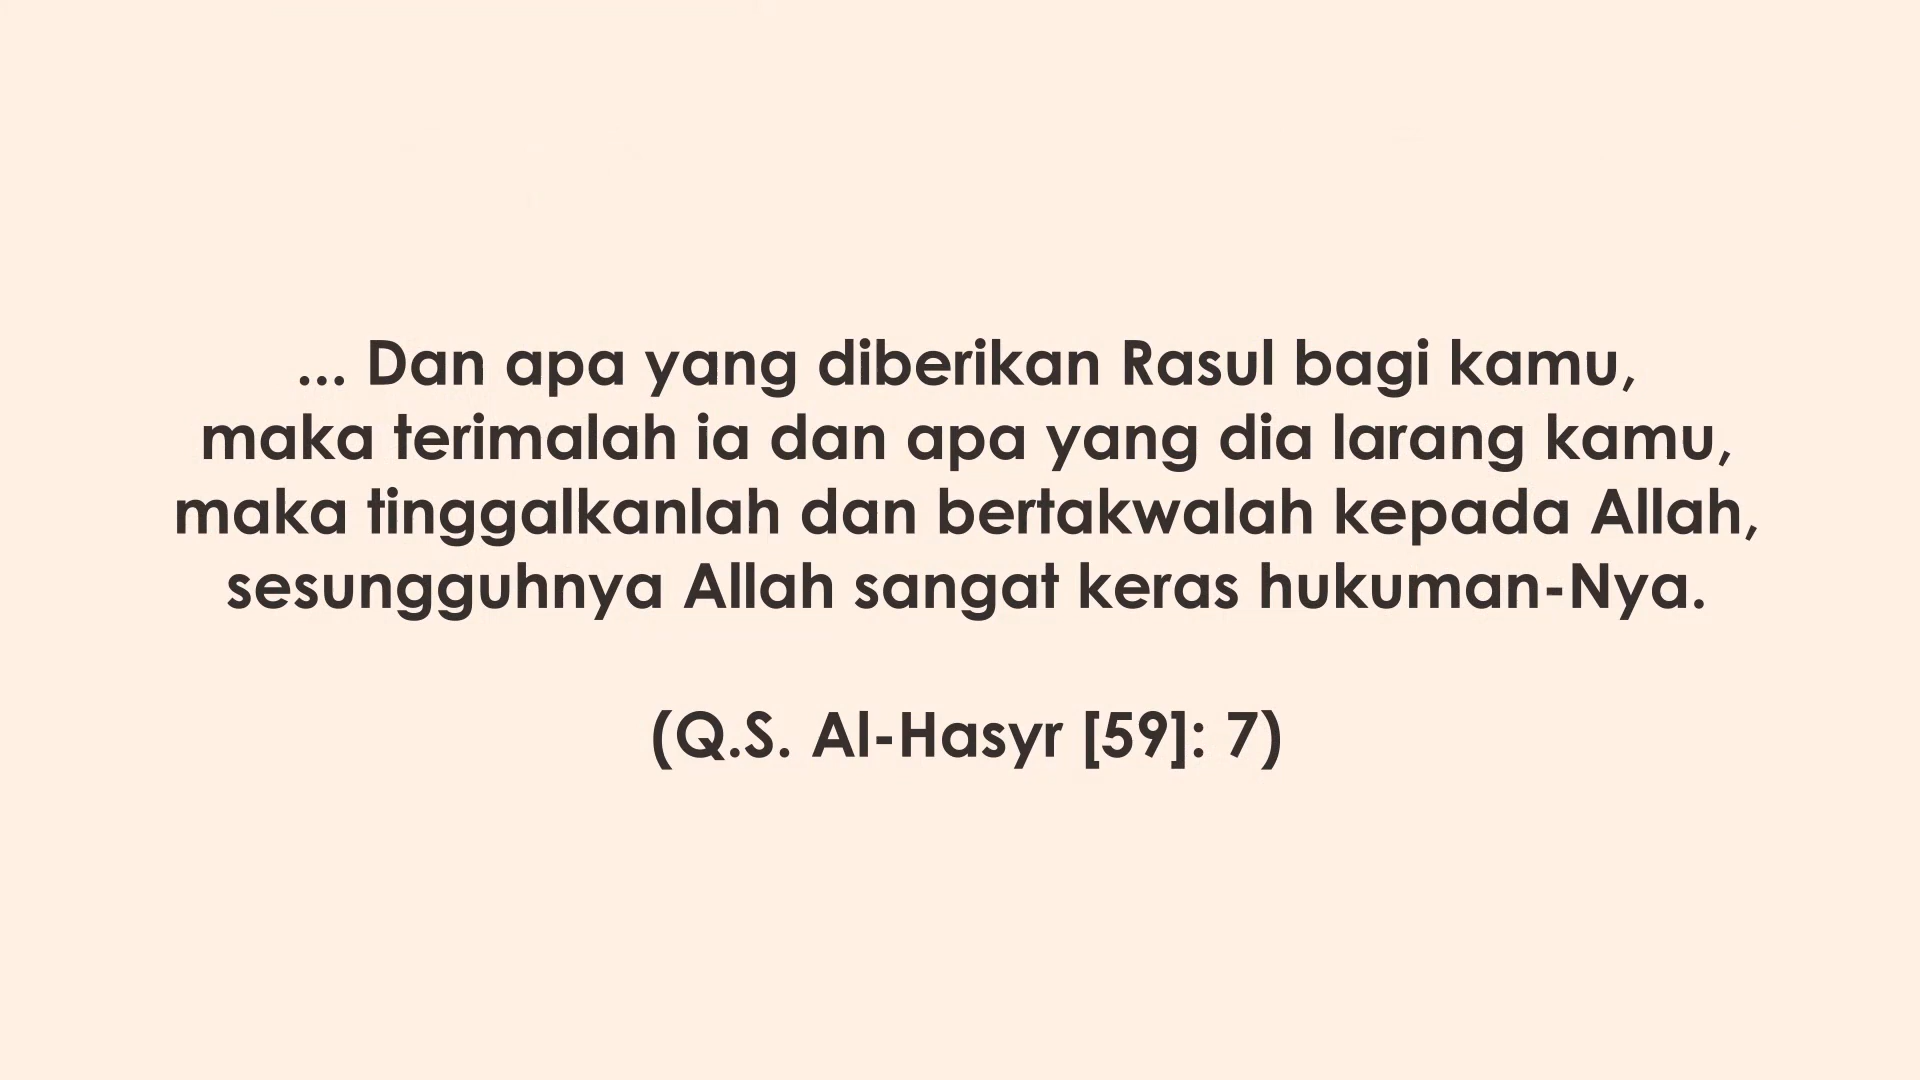 ... Dan apa yang diberikan Rasul bagi kamu,
maka terimalah ia dan apa yang dia larang kamu,
maka tinggalkanlah dan bertakwalah kepada Allah,
sesungguhnya Allah sangat keras hukuman-Nya.
(Q.S. Al-Hasyr [59]: 7)